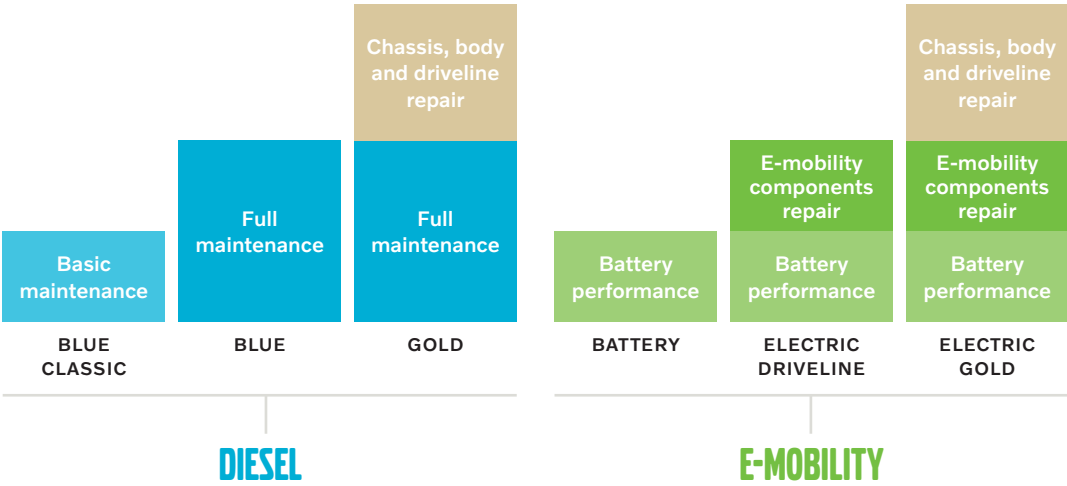 Chassis, body
and driveline
repair
Full
maintenance
Full
maintenance
Basic
maintenance
BLUE
CLASSIC
BLUE
GOLD
DIESEL
Chassis, body
and driveline
repair
E-mobility
components
repair
E-mobility
components
repair
Battery
performance
Battery
performance
Battery
performance
BATTERY
ELECTRIC
DRIVELINE
ELECTRIC
GOLD
E-MOBILITY